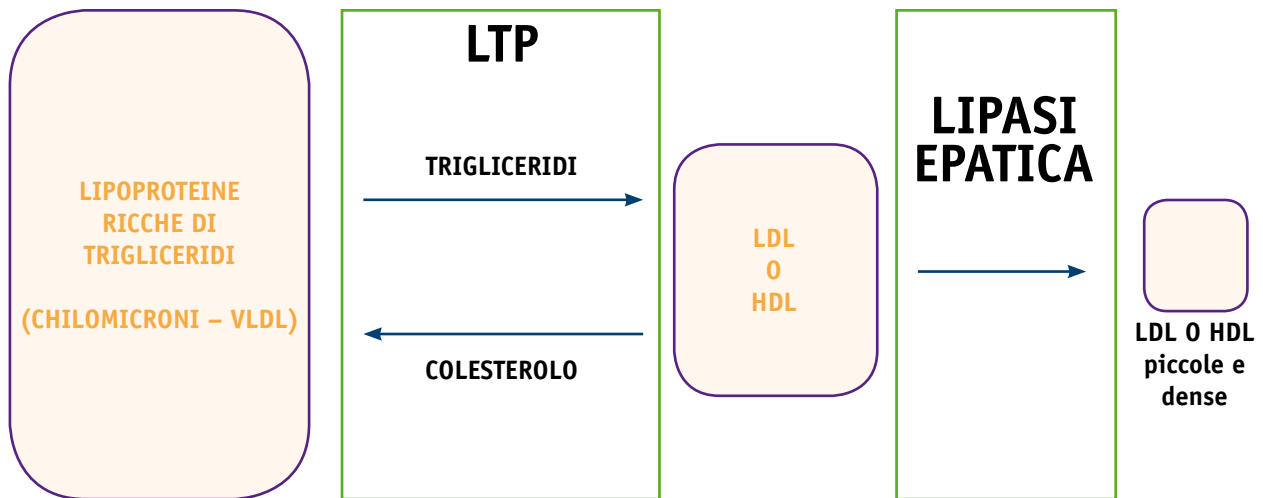 LIPOPROTEINE
RICCHE DI
TRIGLICERIDI
(CHILOMICRONI – VLDL)
LTP
TRIGLICERIDI
COLESTEROLO
LDL
O
HDL
LIPASI
EPATICA
LDL O HDL
piccole e
dense